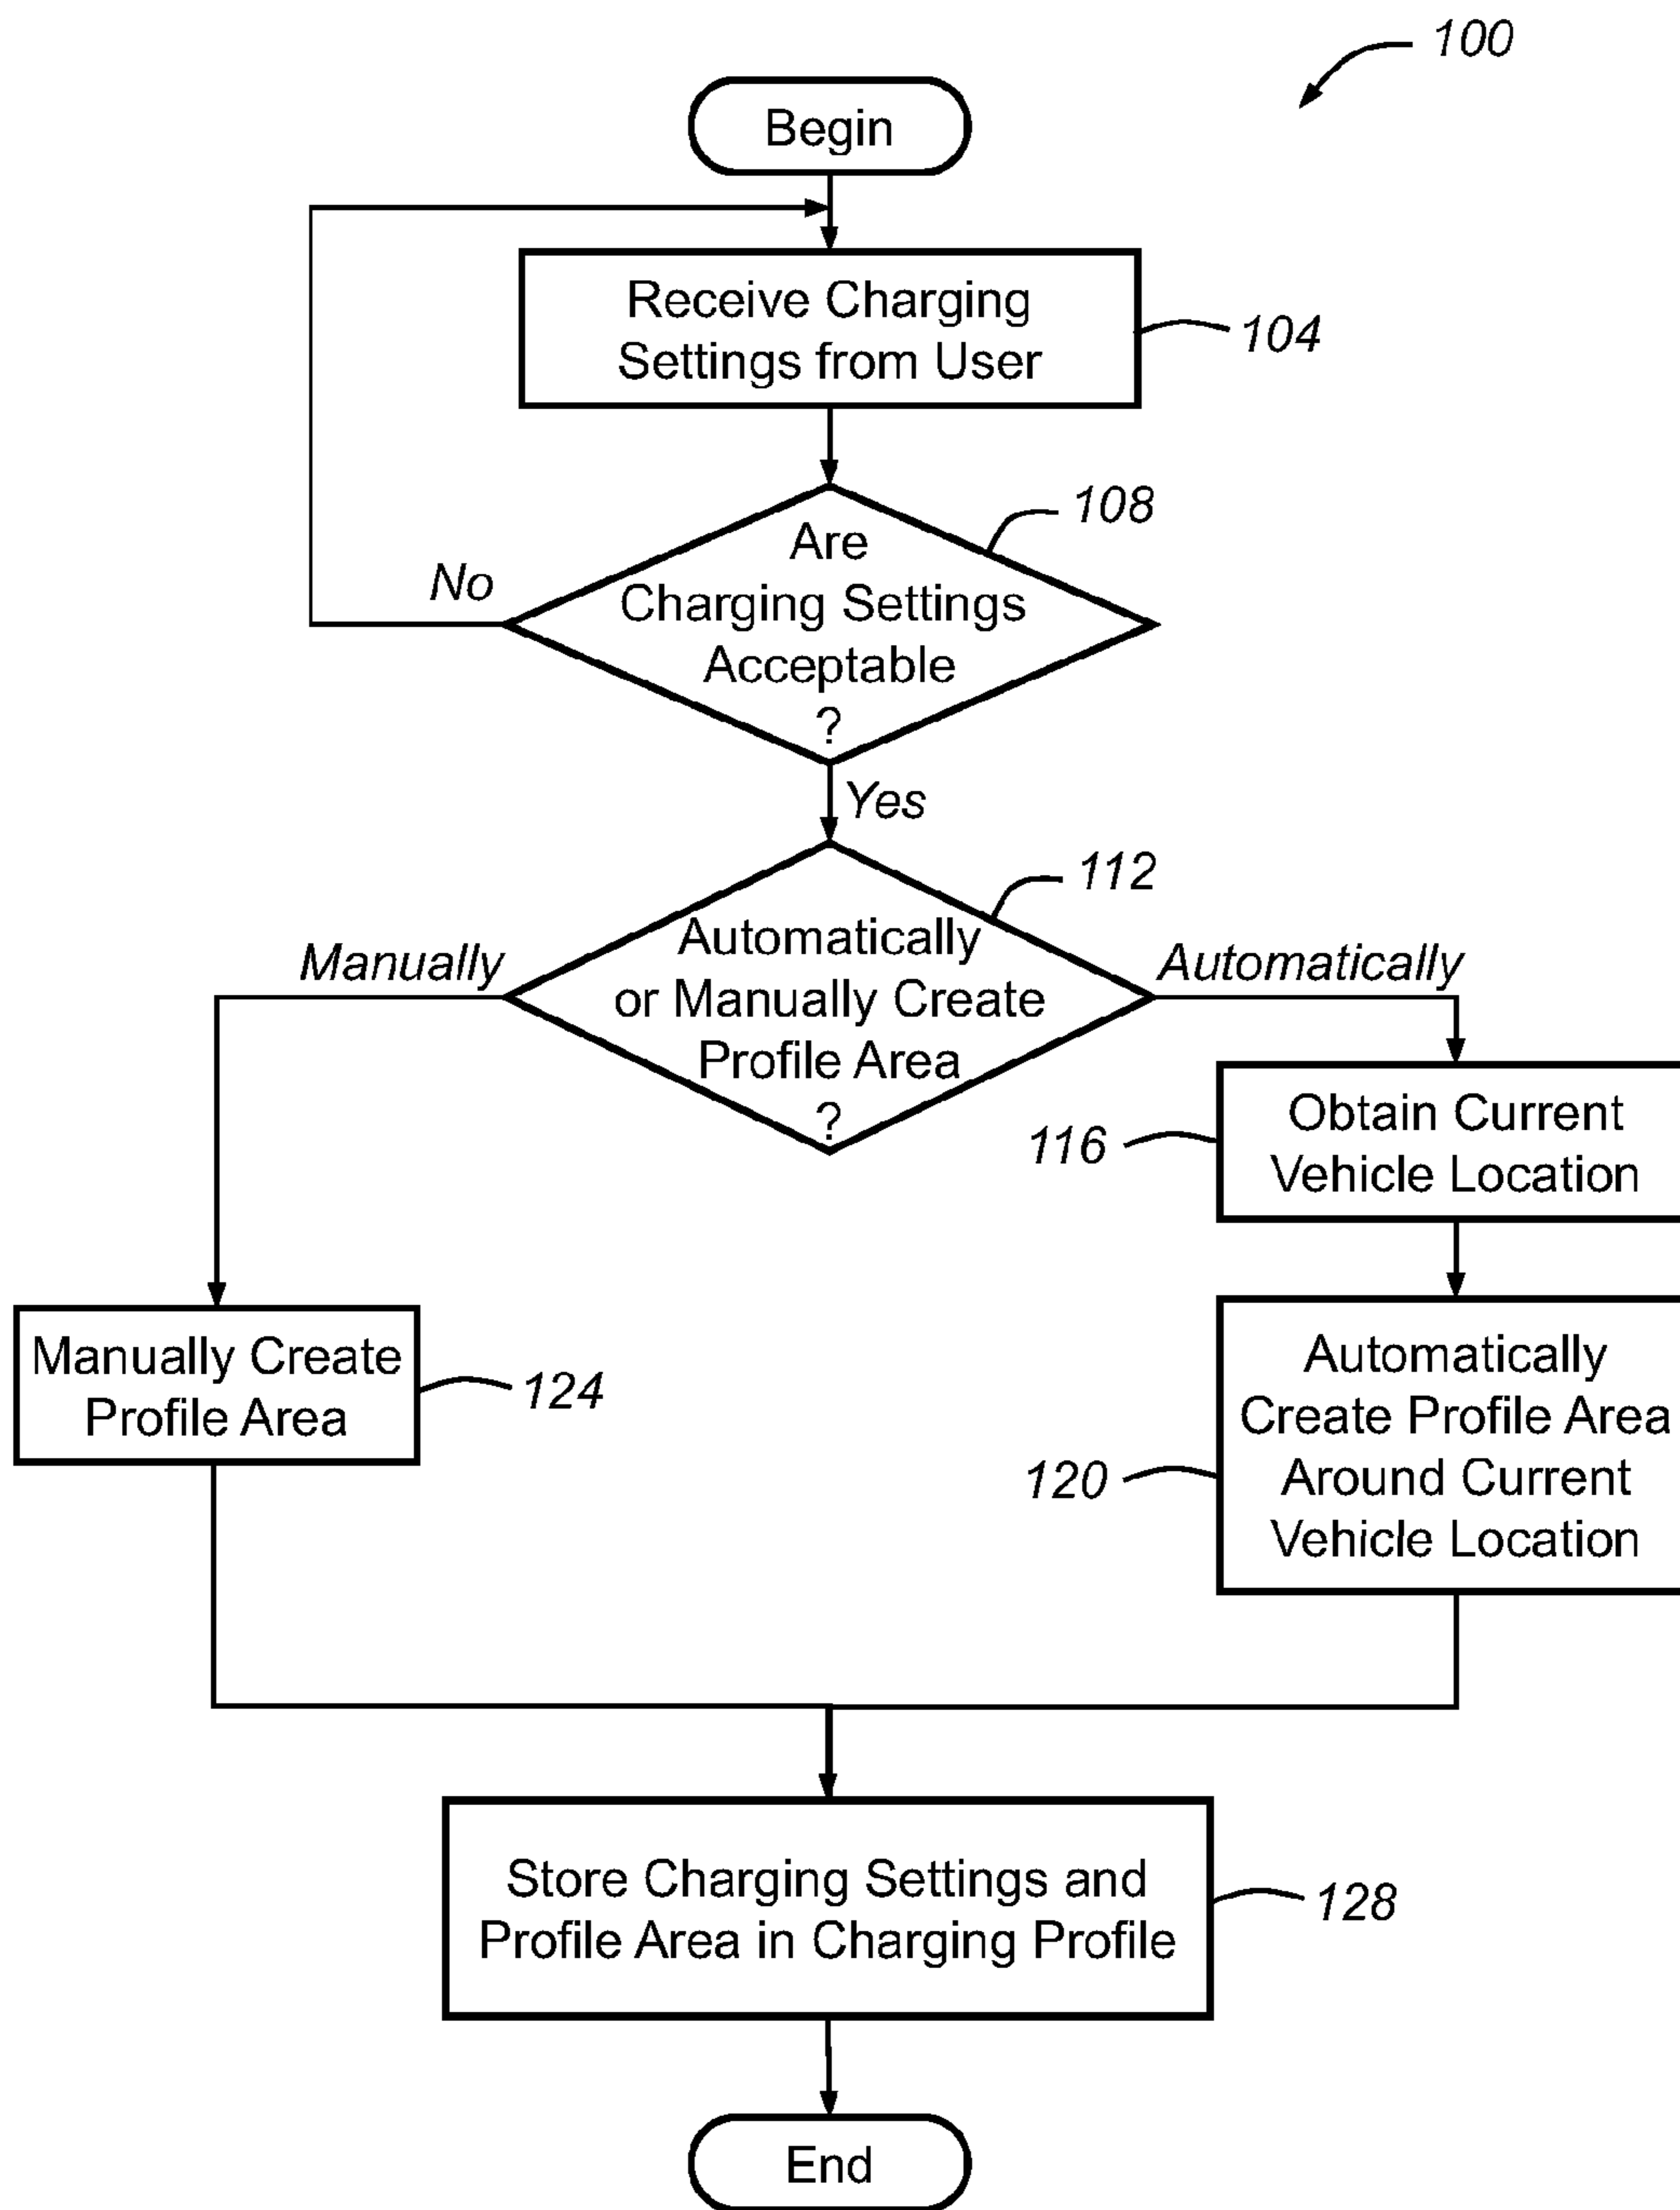 100
Begin
Receive Charging
Settings from User
104
108
Are
Charging Settings
Acceptable
?
No
Yes
112
Automatically
or Manually Create
Profile Area
?
Manually
Automatically
Obtain Current
Vehicle Location
116
Manually Create
Profile Area
124
Automatically
Create Profile Area
Around Current
Vehicle Location
120
Store Charging Settings and
Profile Area in Charging Profile
128
End